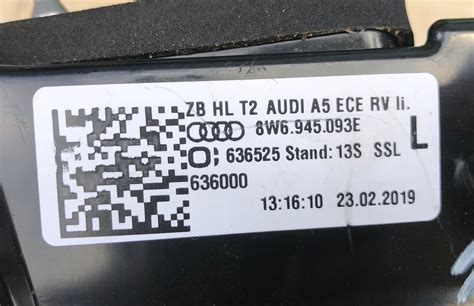 ZB HL T2 AUDI A5 ECE RV li.
8W6.945.093E
636525 Stand: 13S SSL L
636000
13:16:10 23.02.2019